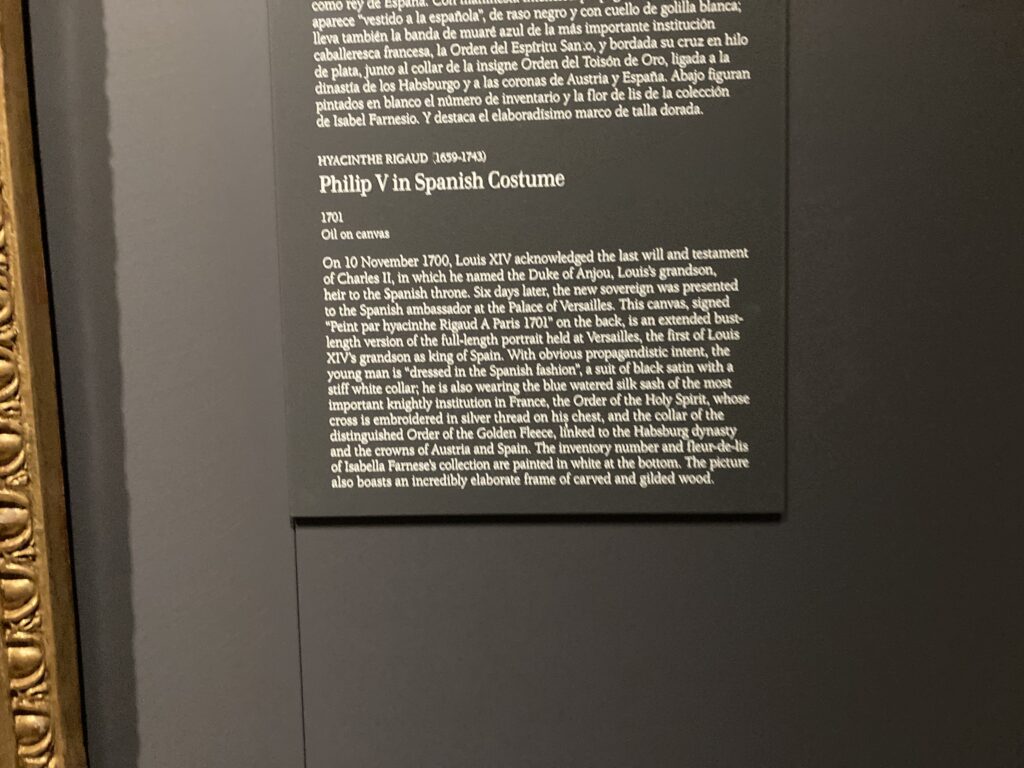 como rey de España. Con manifiesta
aparece “vestido a la española”, de raso negro y con cuello de golilla blanca;
lleva también la banda de muaré azul de la más importante institución
caballeresca francesa, la Orden del Espíritu Santo, y bordada su cruz en hilo
de plata, junto al collar de la insigne Orden del Toisón de Oro, ligada a la
dinastía de los Habsburgo y a las coronas de Austria y España. Abajo figuran
pintados en blanco el número de inventario y la flor de lis de la colección
de Isabel Farnesio. Y destaca el elaboradísimo marco de talla dorada.
HYACINTHE RIGAUD (1659-1743)
Philip V in Spanish Costume
1701
Oil on canvas
On 10 November 1700, Louis XIV acknowledged the last will and testament
of Charles II, in which he named the Duke of Anjou, Louis’s grandson,
heir to the Spanish throne. Six days later, the new sovereign was presented
to the Spanish ambassador at the Palace of Versailles. This canvas, signed
“Peint par hyacinthe Rigaud A Paris 1701” on the back, is an extended bust-
length version of the full-length portrait held at Versailles, the first of Louis
XIV’s grandson as king of Spain. With obvious propagandistic intent, the
young man is “dressed in the Spanish fashion”, a suit of black satin with a
stiff white collar; he is also wearing the blue watered silk sash of the most
important knightly institution in France, the Order of the Holy Spirit, whose
cross is embroidered in silver thread on his chest, and the collar of the
distinguished Order of the Golden Fleece, linked to the Habsburg dynasty
and the crowns of Austria and Spain. The inventory number and fleur-de-lis
of Isabella Farnese’s collection are painted in white at the bottom. The picture
also boasts an incredibly elaborate frame of carved and gilded wood.